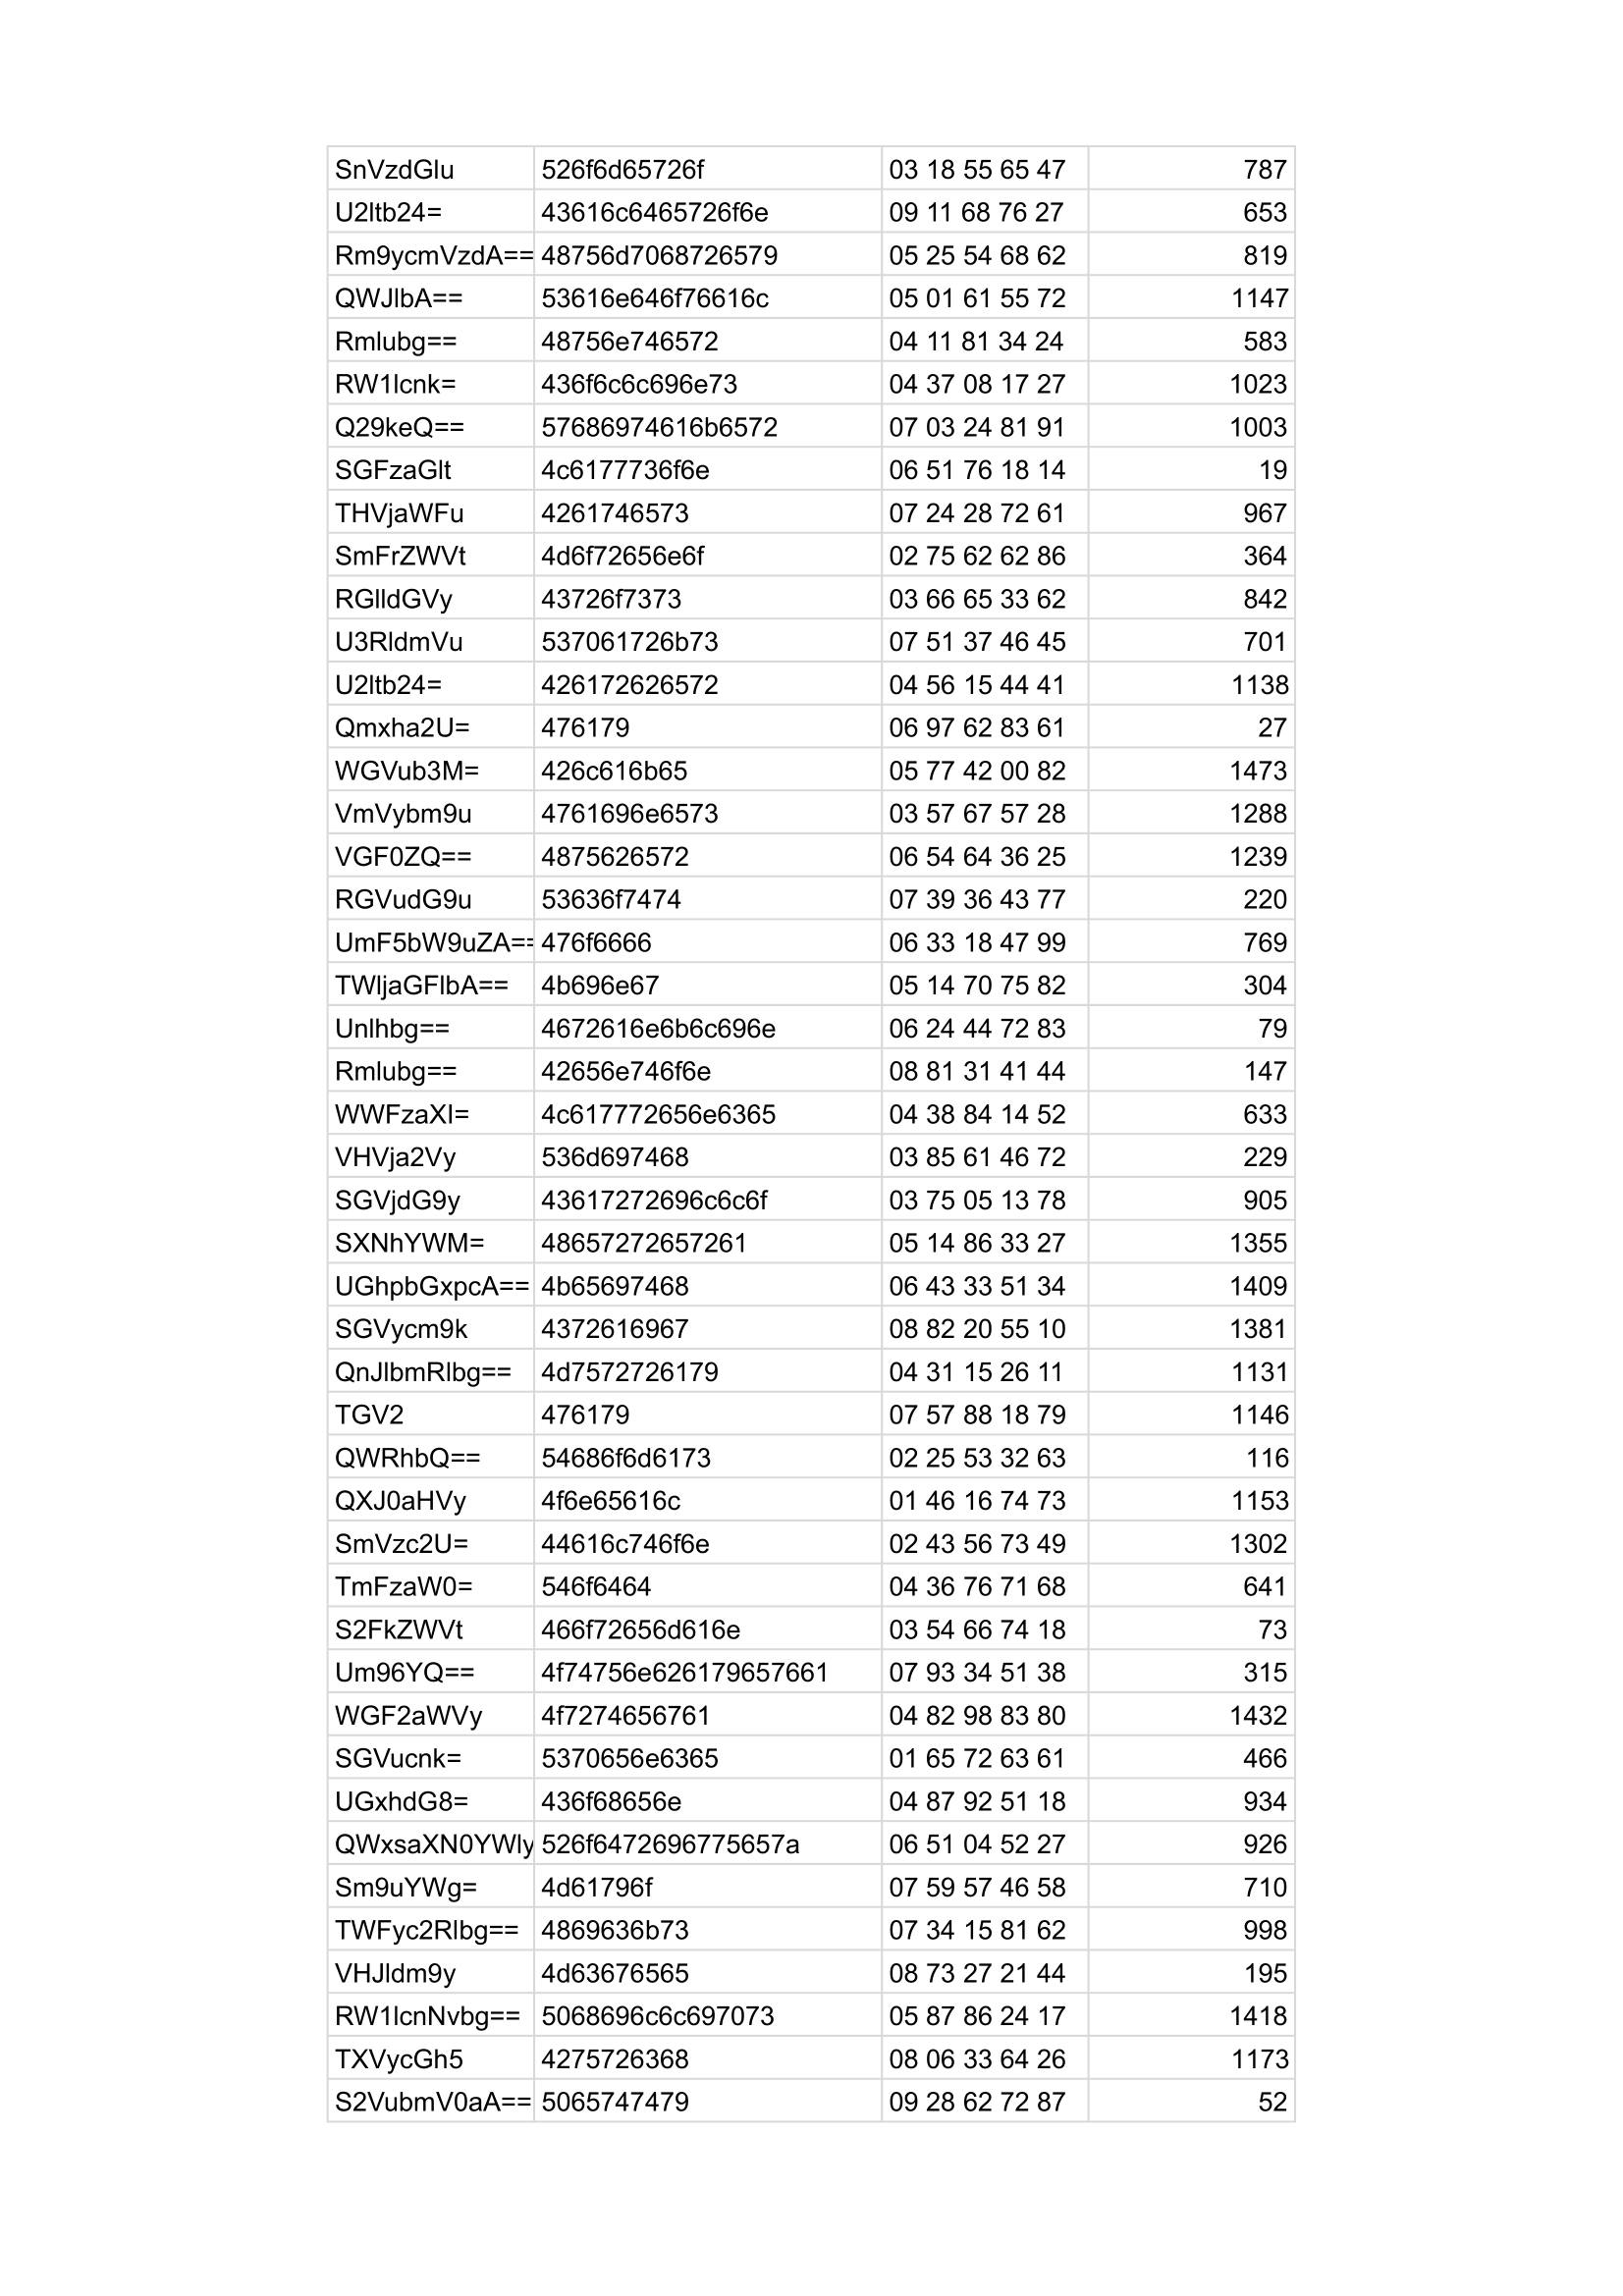 SnVzdGlu 526f6d65726f 03 18 55 65 47 787
U2ltb24= 43616c6465726f6e 09 11 68 76 27 653
Rm9ycmVzdA== 48756d7068726579 05 25 54 68 62 819
QWJlbA== 53616e646f76616c 05 01 61 55 72 1147
Rmlubg== 48756e746572 04 11 81 34 24 583
RW1lcnk= 436f6c6c696e73 04 37 08 17 27 1023
Q29keQ== 57686974616b6572 07 03 24 81 91 1003
SGFzaGlt 4c6177736f6e 06 51 76 18 14 19
THVjaWFu 4261746573 07 24 28 72 61 967
SmFrZWVt 4d6f72656e6f 02 75 62 62 86 364
RGlldGVy 43726f7373 03 66 65 33 62 842
U3RldmVu 537061726b73 07 51 37 46 45 701
U2ltb24= 426172626572 04 56 15 44 41 1138
Qmxha2U= 476179 06 97 62 83 61 27
WGVub3M= 426c616b65 05 77 42 00 82 1473
VmVybm9u 4761696e6573 03 57 67 57 28 1288
VGF0ZQ== 4875626572 06 54 64 36 25 1239
RGVudG9u 53636f7474 07 39 36 43 77 220
UmF5bW9uZA== 476f6666 06 33 18 47 99 769
TWljaGFlbA== 4b696e67 05 14 70 75 82 304
Unlhbg== 4672616e6b6c696e 06 24 44 72 83 79
Rmlubg== 42656e746f6e 08 81 31 41 44 147
WWFzaXI= 4c617772656e6365 04 38 84 14 52 633
VHVja2Vy 536d697468 03 85 61 46 72 229
SGVjdG9y 43617272696c6c6f 03 75 05 13 78 905
SXNhYWM= 48657272657261 05 14 86 33 27 1355
UGhpbGxpcA== 4b65697468 06 43 33 51 34 1409
SGVycm9k 4372616967 08 82 20 55 10 1381
QnJlbmRlbg== 4d7572726179 04 31 15 26 11 1131
TGV2 476179 07 57 88 18 79 1146
QWRhbQ== 54686f6d6173 02 25 53 32 63 116
QXJ0aHVy 4f6e65616c 01 46 16 74 73 1153
SmVzc2U= 44616c746f6e 02 43 56 73 49 1302
TmFzaW0= 546f6464 04 36 76 71 68 641
S2FkZWVt 466f72656d616e 03 54 66 74 18 73
Um96YQ== 4f74756e626179657661 07 93 34 51 38 315
WGF2aWVy 4f7274656761 04 82 98 83 80 1432
SGVucnk= 5370656e6365 01 65 72 63 61 466
UGxhdG8= 436f68656e 04 87 92 51 18 934
QWxsaXN0YWly 526f6472696775657a 06 51 04 52 27 926
Sm9uYWg= 4d61796f 07 59 57 46 58 710
TWFyc2Rlbg== 4869636b73 07 34 15 81 62 998
VHJldm9y 4d63676565 08 73 27 21 44 195
RW1lcnNvbg== 5068696c6c697073 05 87 86 24 17 1418
TXVycGh5 4275726368 08 06 33 64 26 1173
S2VubmV0aA== 5065747479 09 28 62 72 87 52